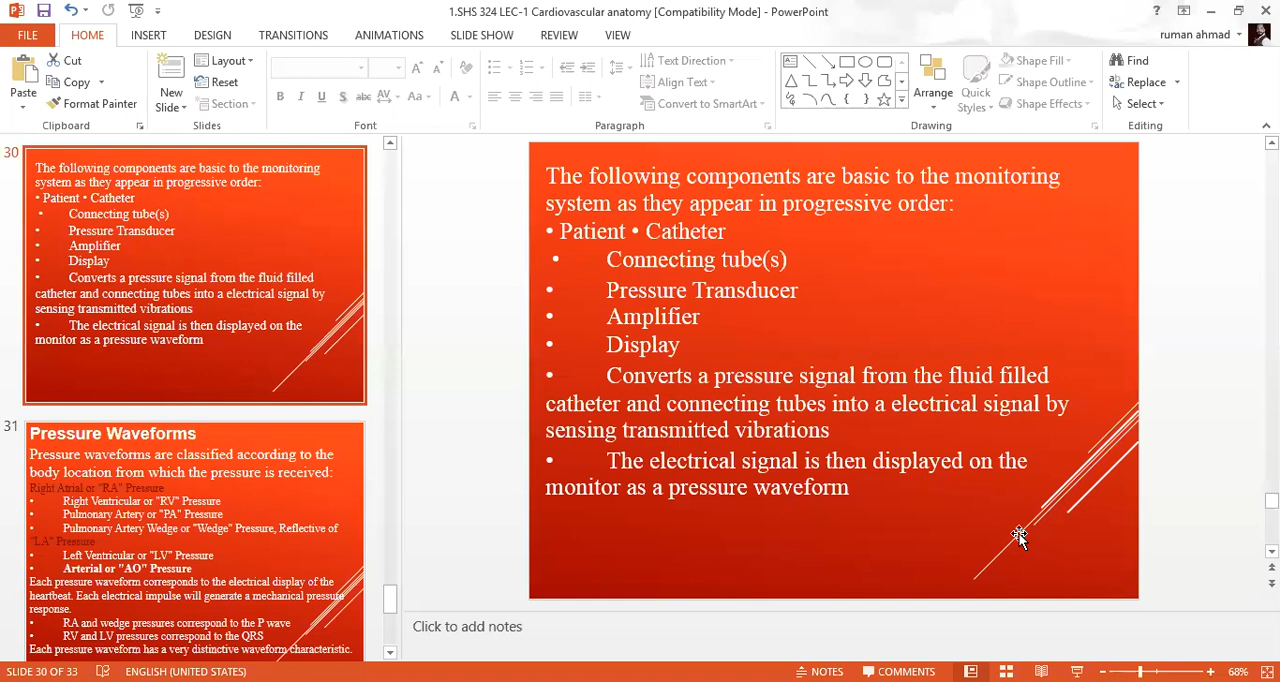 1.SHS 324 LEC-1 Cardiovascular anatomy [Compatibility Mode] - PowerPoint
FILE HOME INSERT DESIGN TRANSITIONS ANIMATIONS SLIDE SHOW REVIEW VIEW ruman ahmad
Paste
Cut
Copy
Format Painter
Clipboard
New Slide
Layout
Reset
Section
Slides
Font
Text Direction
Align Text
Convert to SmartArt
Paragraph
Arrange
Quick Styles
Shape Fill
Shape Outline
Shape Effects
Drawing
Find
Replace
Select
Editing
30
The following components are basic to the monitoring
system as they appear in progressive order:
• Patient • Catheter
• Connecting tube(s)
• Pressure Transducer
• Amplifier
• Display
• Converts a pressure signal from the fluid filled
catheter and connecting tubes into a electrical signal by
sensing transmitted vibrations
• The electrical signal is then displayed on the
monitor as a pressure waveform
31
Pressure Waveforms
Pressure waveforms are classified according to the
body location from which the pressure is received:
Right Atrial or "RA" Pressure
• Right Ventricular or "RV" Pressure
• Pulmonary Artery or "PA" Pressure
• Pulmonary Artery Wedge or "Wedge" Pressure, Reflective of
"LA" Pressure
• Left Ventricular or "LV" Pressure
• Arterial or "AO" Pressure
Each pressure waveform corresponds to the electrical display of the
heartbeat. Each electrical impulse will generate a mechanical pressure
response.
• RA and wedge pressures correspond to the P wave
• RV and LV pressures correspond to the QRS
Each pressure waveform has a very distinctive waveform characteristic.
The following components are basic to the monitoring
system as they appear in progressive order:
• Patient • Catheter
• Connecting tube(s)
• Pressure Transducer
• Amplifier
• Display
• Converts a pressure signal from the fluid filled
catheter and connecting tubes into a electrical signal by
sensing transmitted vibrations
• The electrical signal is then displayed on the
monitor as a pressure waveform
Click to add notes
SLIDE 30 OF 33 ENGLISH (UNITED STATES) NOTES COMMENTS 68%